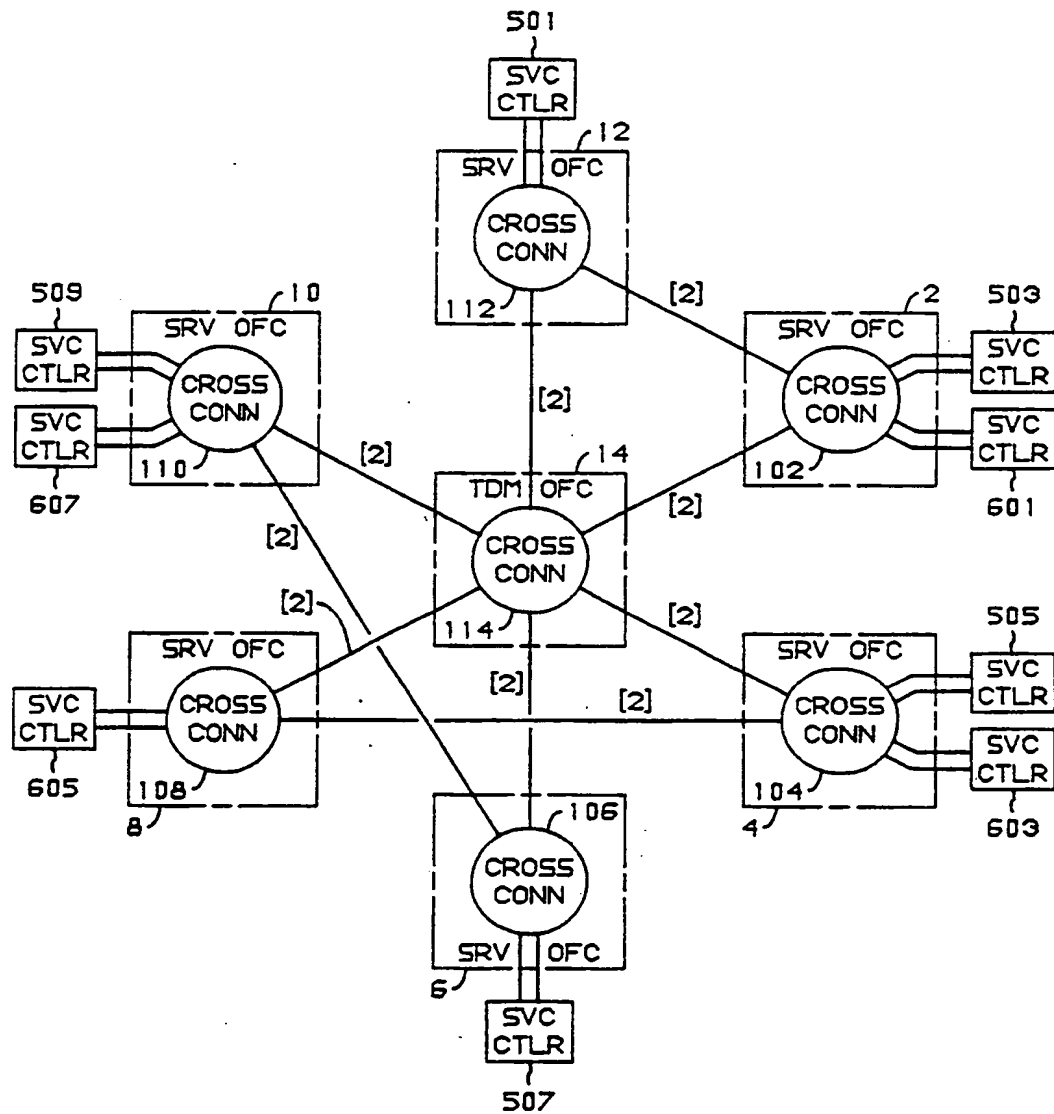 501
SVC
CTLR
12
SRV OFC
CROSS
CONN
112
[2]
509
SVC
CTLR
SVC
CTLR
607
10
SRV OFC
CROSS
CONN
110
[2]
2
SRV OFC
CROSS
CONN
102
503
SVC
CTLR
SVC
CTLR
601
[2]
[2]
14
TDM OFC
CROSS
CONN
114
[2]
[2]
[2]
[2]
[2]
SRV OFC
CROSS
CONN
108
8
SVC
CTLR
605
SRV OFC
CROSS
CONN
104
4
505
SVC
CTLR
SVC
CTLR
603
106
CROSS
CONN
SRV OFC
6
SVC
CTLR
507